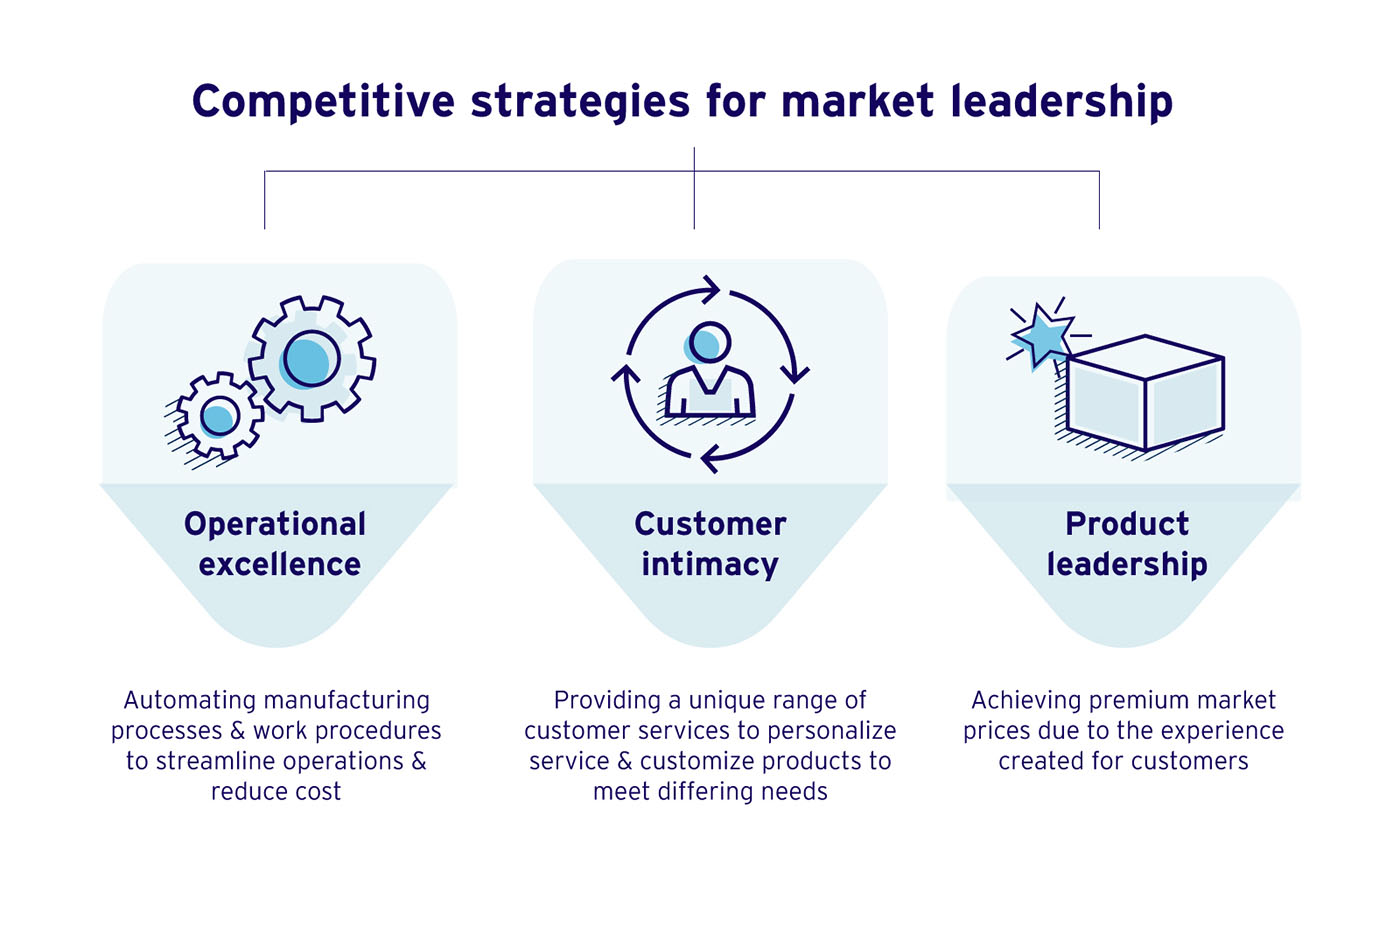 Competitive strategies for market leadership
Operational
excellence
Automating manufacturing
processes & work procedures
to streamline operations &
reduce cost
Customer
intimacy
Providing a unique range of
customer services to personalize
service & customize products to
meet differing needs
Product
leadership
Achieving premium market
prices due to the experience
created for customers